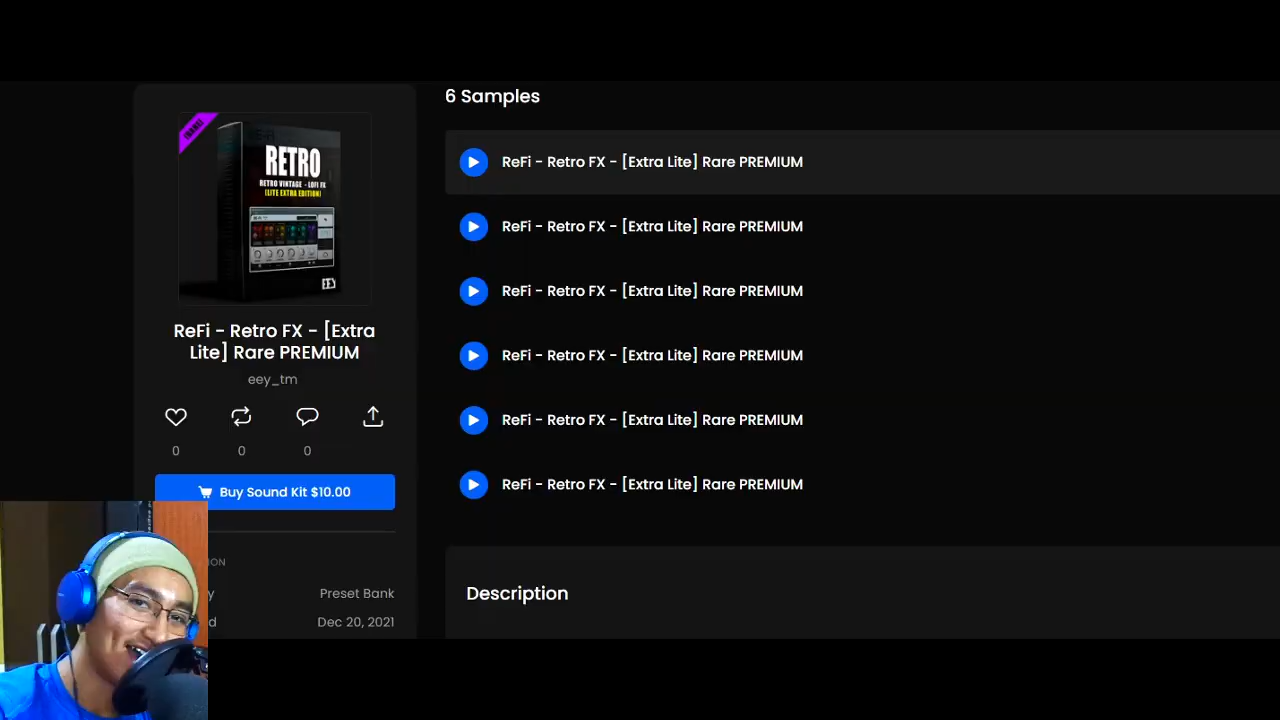 6 Samples
RETRO
RETRO VINTAGE - LOFI FX
(LITE EXTRA EDITION)
ReFi - Retro FX - [Extra Lite] Rare PREMIUM
eey_tm
0 0 0
Buy Sound Kit $10.00
ION
y Preset Bank
d Dec 20, 2021
ReFi - Retro FX - [Extra Lite] Rare PREMIUM
ReFi - Retro FX - [Extra Lite] Rare PREMIUM
ReFi - Retro FX - [Extra Lite] Rare PREMIUM
ReFi - Retro FX - [Extra Lite] Rare PREMIUM
ReFi - Retro FX - [Extra Lite] Rare PREMIUM
ReFi - Retro FX - [Extra Lite] Rare PREMIUM
Description